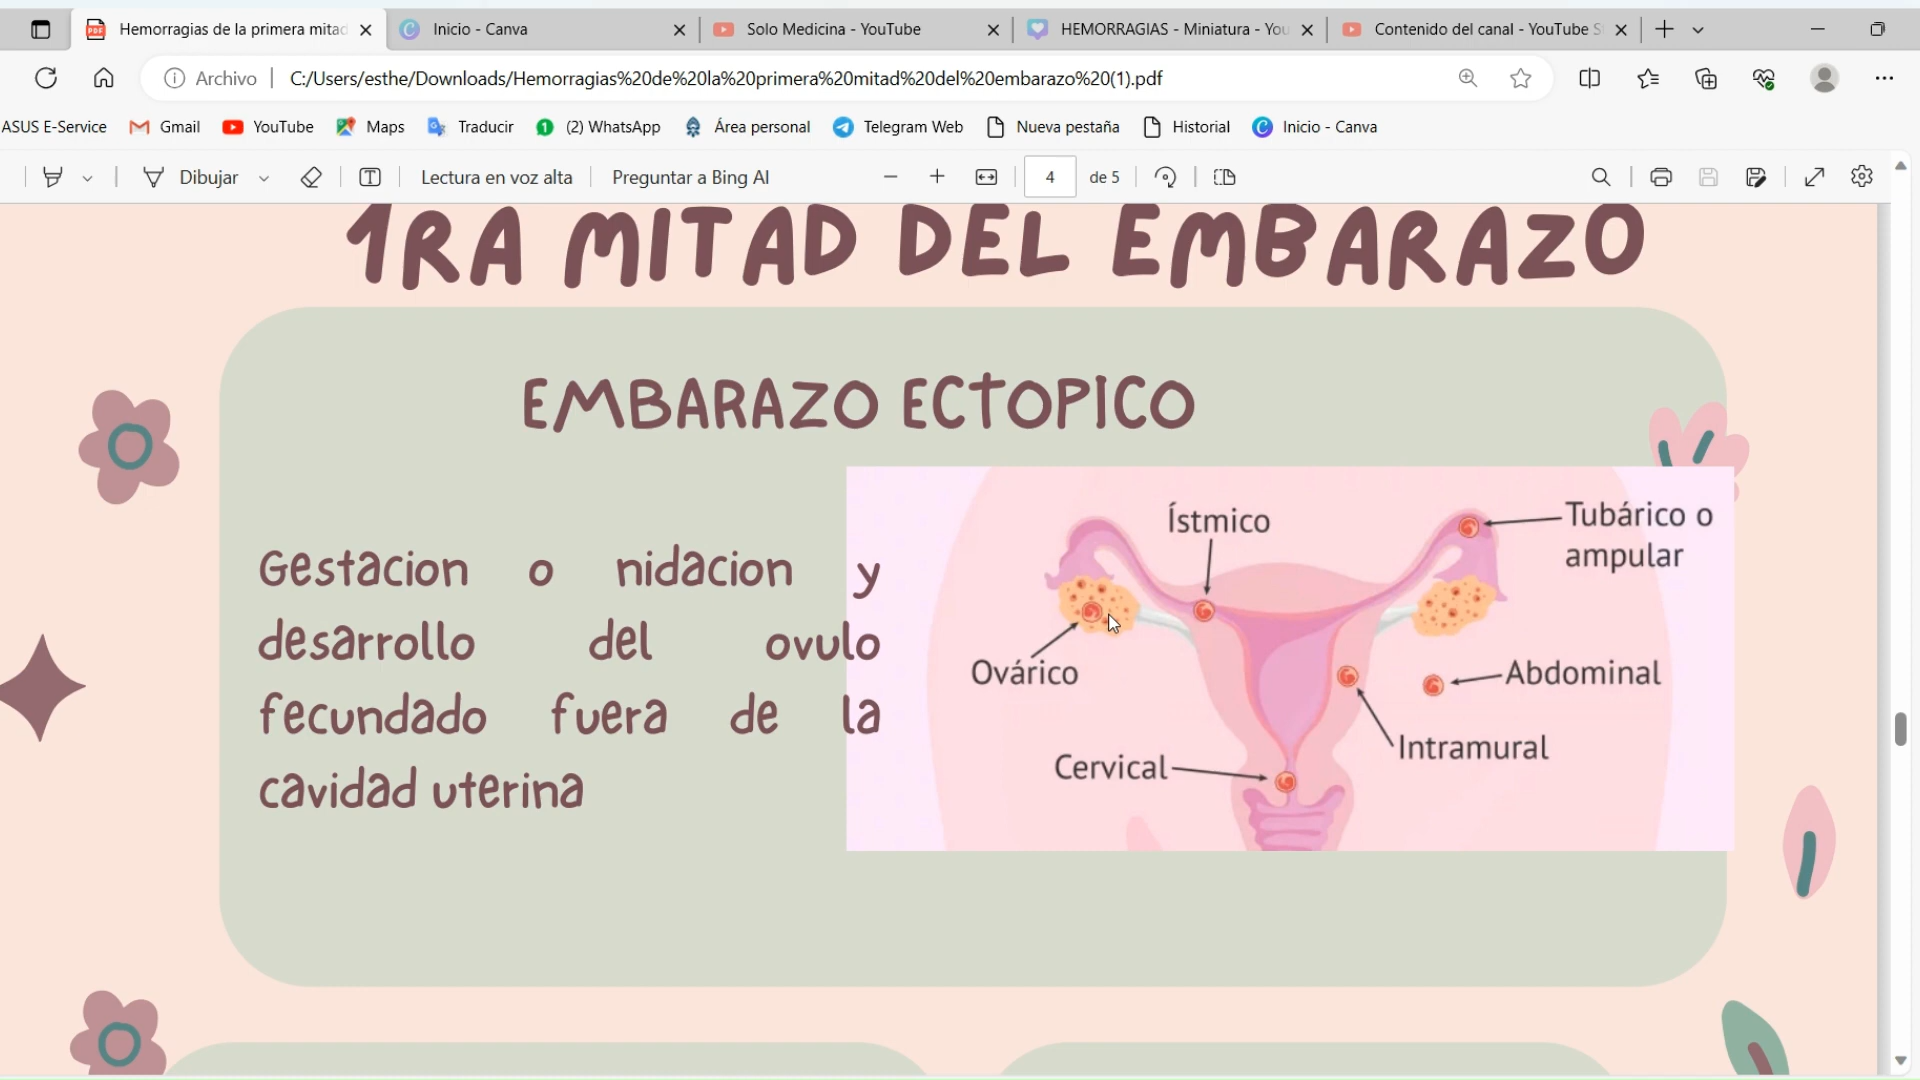 Hemorragias de la primera mitad
Inicio - Canva
Solo Medicina - YouTube
HEMORRAGIAS - Miniatura - You
Contenido del canal - YouTube S
Archivo
C:/Users/esthe/Downloads/Hemorragias%20de%20la%20primera%20mitad%20del%20embarazo%20(1).pdf
ASUS E-Service
Gmail
YouTube
Maps
Traducir
(2) WhatsApp
Área personal
Telegram Web
Nueva pestaña
Historial
Inicio - Canva
Dibujar
Lectura en voz alta
Preguntar a Bing AI
4
de 5
1RA MITAD DEL EMBARAZO
EMBARAZO ECTOPICO
Gestacion o nidacion y
desarrollo del ovulo
fecundado fuera de la
cavidad uterina
Ístmico
Tubárico o
ampular
Ovárico
Abdominal
Intramural
Cervical